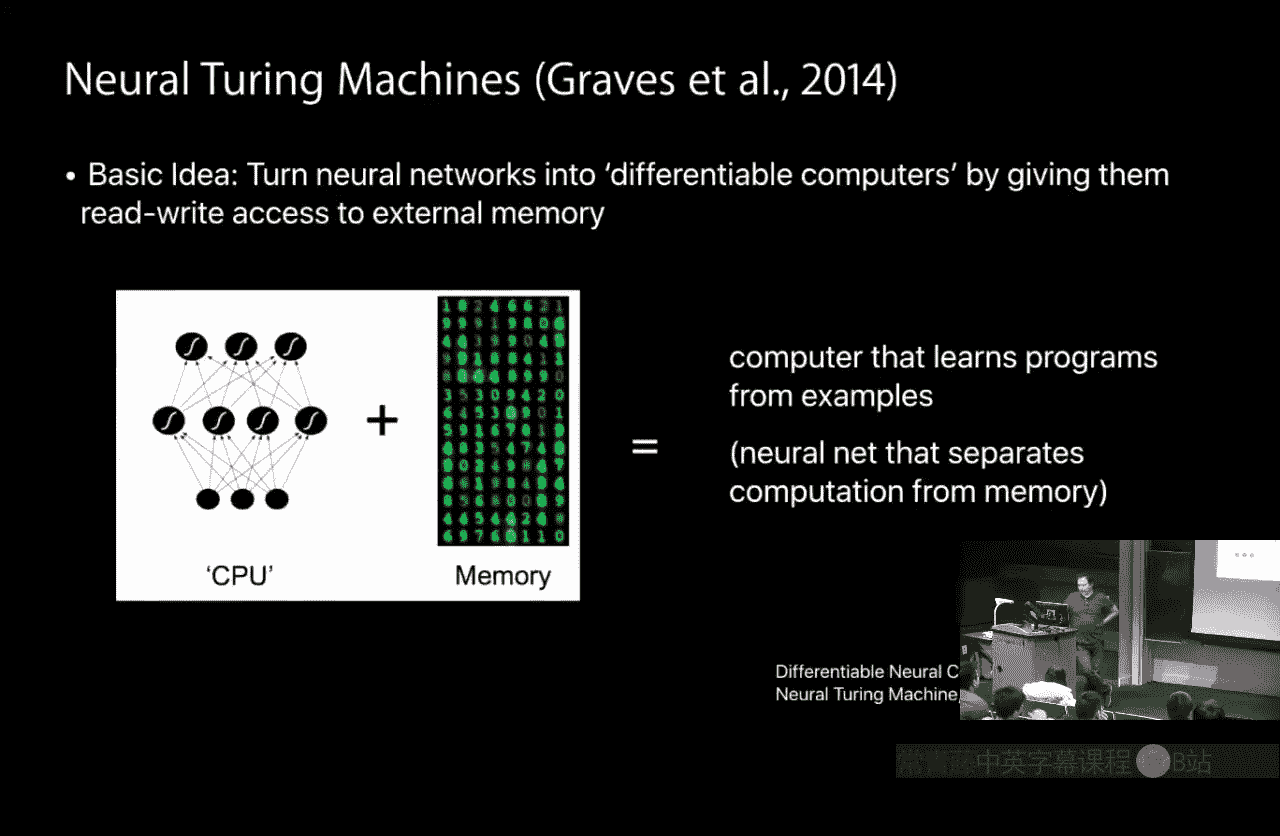 Neural Turing Machines (Graves et al., 2014)
• Basic Idea: Turn neural networks into ‘differentiable computers’ by giving them
read-write access to external memory
+
=
computer that learns programs
from examples
(neural net that separates
computation from memory)
‘CPU’
Memory
Differentiable Neural C
Neural Turing Machine
中英字幕课程
B站